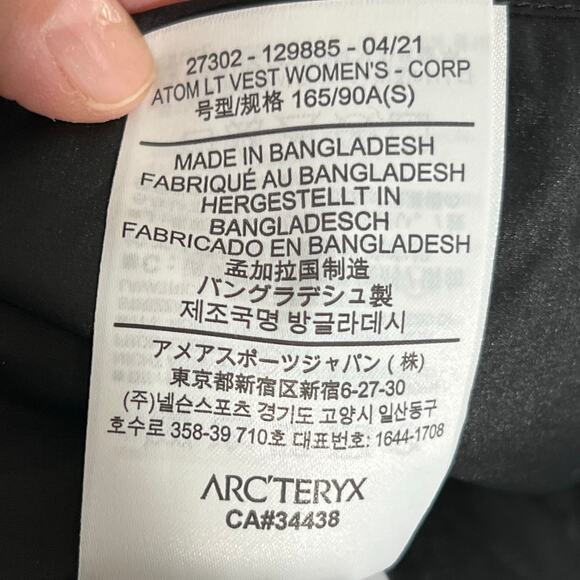 27302 - 129885 - 04/21
ATOM LT VEST WOMEN'S - CORP
号型/规格 165/90A(S)
MADE IN BANGLADESH
FABRIQUÉ AU BANGLADESH
HERGESTELLT IN
BANGLADESCH
FABRICADO EN BANGLADESH
孟加拉国制造
バングラデシュ製
제조국명 방글라데시
アメアスポーツジャパン（株）
東京都新宿区新宿6-27-30
(주)넬슨스포츠 경기도 고양시 일산동구
호수로 358-39 710호 대표번호: 1644-1708
ARC'TERYX
CA#34438